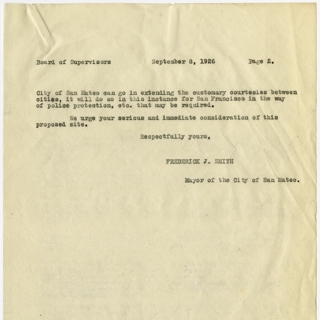 Board of Supervisors September 8, 1926 Page 2.
City of San Mateo can go in extending the customary courtesies between
cities, it will do so in this instance for San Francisco in the way
of police protection, etc. that may be required.
We urge your serious and immediate consideration of this
proposed site.
Respectfully yours,
FREDERICK J. SMITH
Mayor of the City of San Mateo.